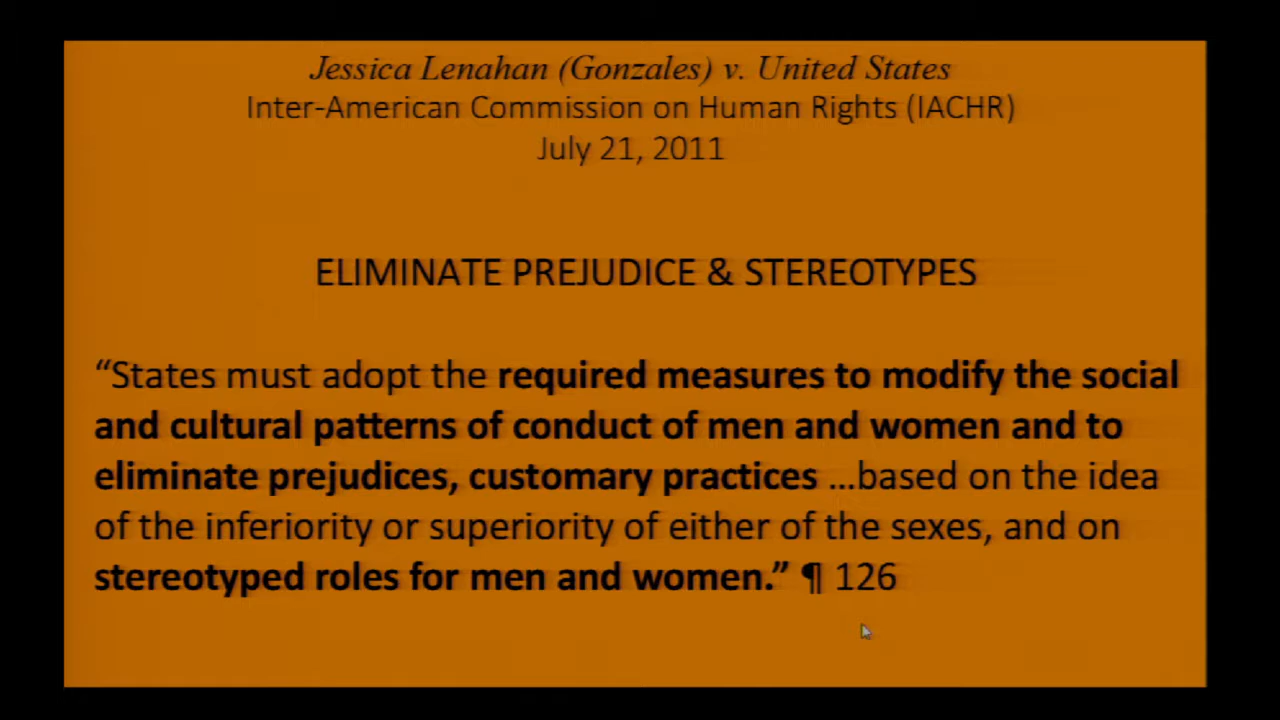 Jessica Lenahan (Gonzales) v. United States
Inter-American Commission on Human Rights (IACHR)
July 21, 2011
ELIMINATE PREJUDICE & STEREOTYPES
“States must adopt the required measures to modify the social
and cultural patterns of conduct of men and women and to
eliminate prejudices, customary practices …based on the idea
of the inferiority or superiority of either of the sexes, and on
stereotyped roles for men and women.” ¶ 126